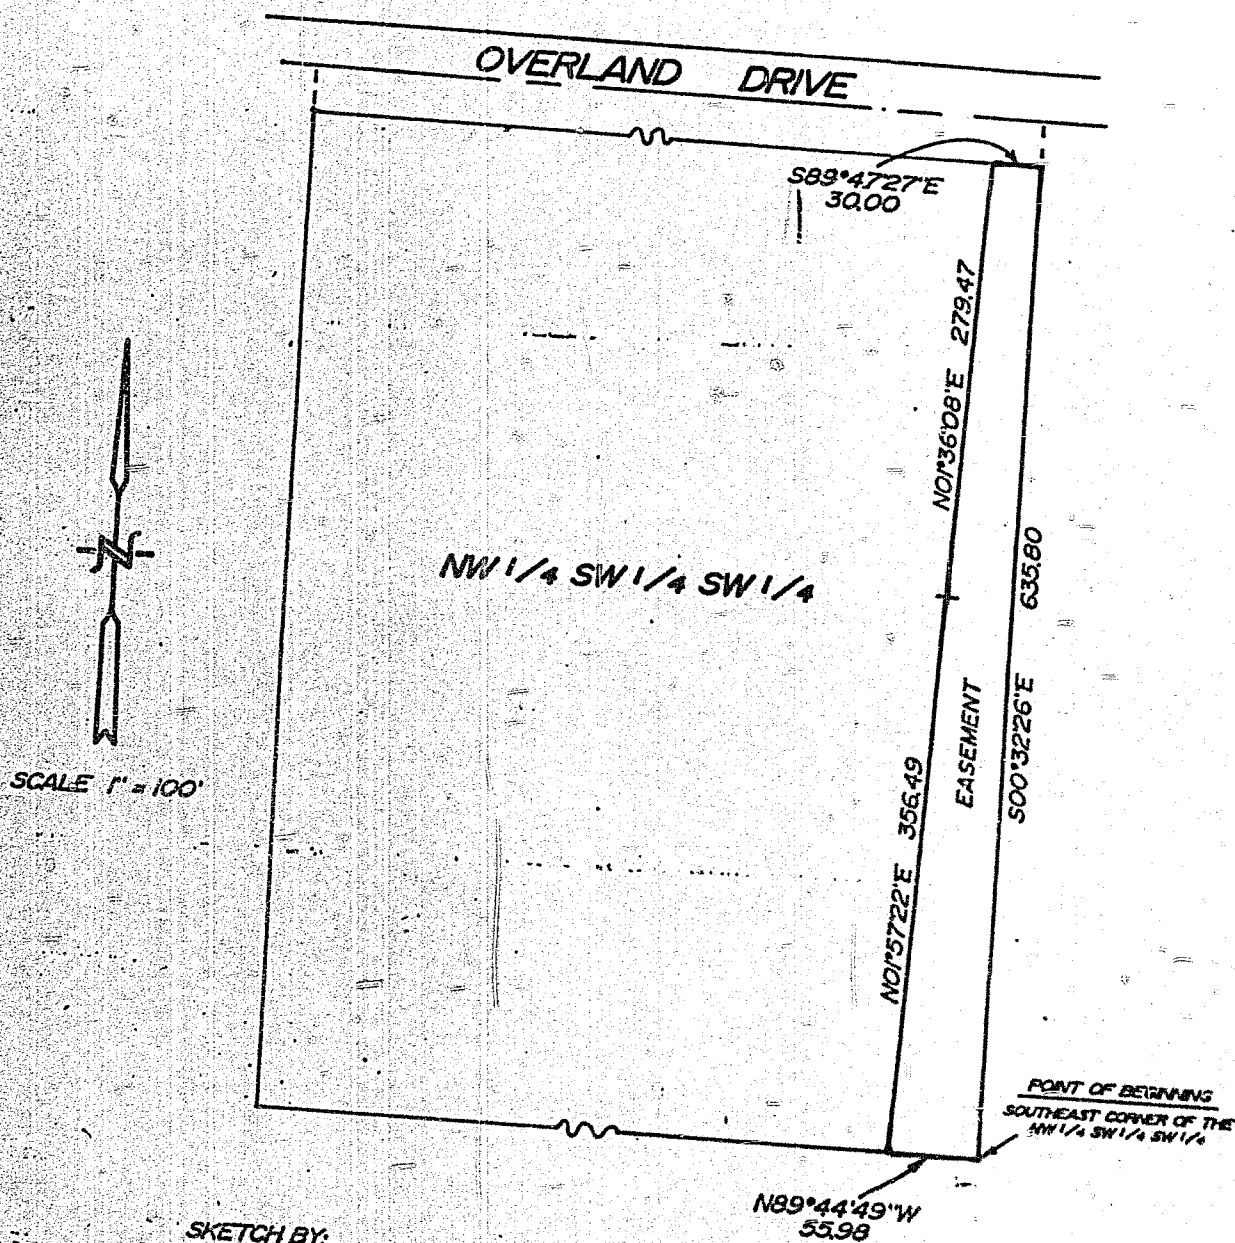 OVERLAND DRIVE
S89°47'27"E
30.00
N01°36'08"E 279.47
NW 1/4 SW 1/4 SW 1/4
635.80
S00°32'26"E
EASEMENT
SCALE 1" = 100'
N01°57'22"E 356.49
POINT OF BEGINNING
SOUTHEAST CORNER OF THE
NW 1/4 SW 1/4 SW 1/4
N89°44'49"W
55.98
SKETCH BY:
N